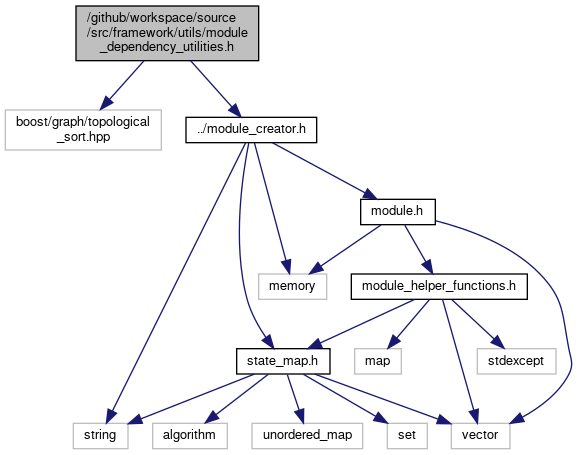 /github/workspace/source
/src/framework/utils/module
_dependency_utilities.h
boost/graph/topological
_sort.hpp
../module_creator.h
module.h
memory
module_helper_functions.h
state_map.h
map
stdexcept
string
algorithm
unordered_map
set
vector